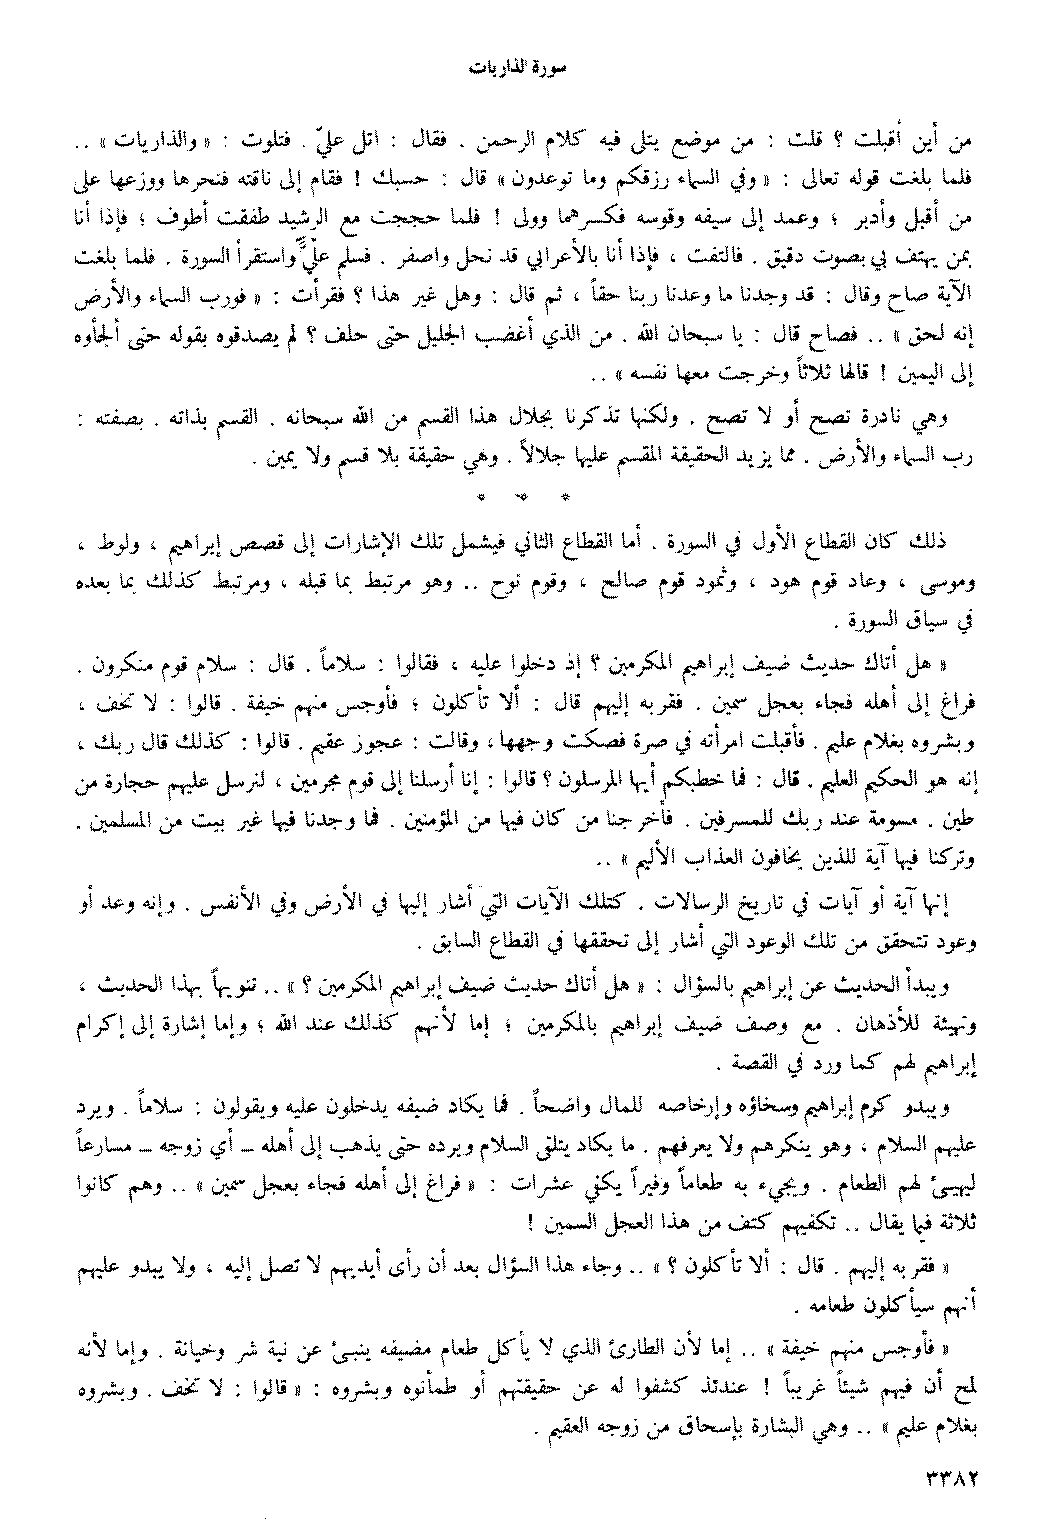 سورة الذاريات
من أين أقبلت ؟ قلت : من موضع يتلى فيه كلام الرحمن . فقال : اتل عليّ . فتلوت : « والذاريات » ..
فلما بلغت قوله تعالى : « وفي السماء رزقكم وما توعدون » قال : حسبك ! فقام إلى ناقته فنحرها ووزعها على
من أقبل وأدبر ؛ وعمد إلى سيفه وقوسه فكسرهما وولى ! فلما حججت مع الرشيد طفقت أطوف ؛ فإذا أنا
بمن يهتف بي بصوت دقيق . فالتفت ، فإذا أنا بالأعرابي قد نحل واصفر . فسلم عليّ واستقرأ السورة . فلما بلغت
الآية صاح وقال : قد وجدنا ما وعدنا ربنا حقاً ، ثم قال : وهل غير هذا ؟ فقرأت : « فورب السماء والأرض
إنه لحق » .. فصاح قال : يا سبحان الله . من الذي أغضب الجليل حتى حلف ؟ لم يصدقوه بقوله حتى ألجأوه
إلى اليمين ! قالها ثلاثاً وخرجت معها نفسه » ..
وهي نادرة تصح أو لا تصح . ولكنها تذكرنا بجلال هذا القسم من الله سبحانه . القسم بذاته . بصفته :
رب السماء والأرض . مما يزيد الحقيقة المقسم عليها جلالاً . وهي حقيقة بلا قسم ولا يمين .
* * *
ذلك كان القطاع الأول في السورة . أما القطاع الثاني فيشمل تلك الإشارات إلى قصص إبراهيم ، ولوط ،
وموسى ، وعاد قوم هود ، وثمود قوم صالح ، وقوم نوح .. وهو مرتبط بما قبله ، ومرتبط كذلك بما بعده
في سياق السورة .
« هل أتاك حديث ضيف إبراهيم المكرمين ؟ إذ دخلوا عليه ، فقالوا : سلاماً . قال : سلام قوم منكرون .
فراغ إلى أهله فجاء بعجل سمين . فقربه إليهم قال : ألا تأكلون ؛ فأوجس منهم خيفة . قالوا : لا تخف ،
وبشروه بغلام عليم . فأقبلت امرأته في صرة فصكت وجهها ، وقالت : عجوز عقيم . قالوا : كذلك قال ربك ،
إنه هو الحكيم العليم . قال : فما خطبكم أيها المرسلون ؟ قالوا : إنا أرسلنا إلى قوم مجرمين ، لنرسل عليهم حجارة من
طين . مسومة عند ربك للمسرفين . فأخرجنا من كان فيها من المؤمنين . فما وجدنا فيها غير بيت من المسلمين .
وتركنا فيها آية للذين يخافون العذاب الأليم » ..
إنها آية أو آيات في تاريخ الرسالات . كتلك الآيات التي أشار إليها في الأرض وفي الأنفس . وإنه وعد أو
وعود تتحقق من تلك الوعود التي أشار إلى تحققها في القطاع السابق .
ويبدأ الحديث عن إبراهيم بالسؤال : « هل أتاك حديث ضيف إبراهيم المكرمين ؟ » .. تنويهاً بهذا الحديث ،
وتهيئة للأذهان . مع وصف ضيف إبراهيم بالمكرمين ؛ إما لأنهم كذلك عند الله ؛ وإما إشارة إلى إكرام
إبراهيم لهم كما ورد في القصة .
ويبدو كرم إبراهيم وسخاؤه وإرخاصه للمال واضحاً . فما يكاد ضيفه يدخلون عليه ويقولون : سلاماً . ويرد
عليهم السلام ، وهو ينكرهم ولا يعرفهم . ما يكاد يتلقى السلام ويرده حتى يذهب إلى أهله – أي زوجه – مسارعاً
ليهيئ لهم الطعام . ويجيء به طعاماً وفيراً يكفي عشرات : « فراغ إلى أهله فجاء بعجل سمين » .. وهم كانوا
ثلاثة فيما يقال .. تكفيهم كتف من هذا العجل السمين !
« فقربه إليهم . قال : ألا تأكلون ؟ » .. وجاء هذا السؤال بعد أن رأى أيديهم لا تصل إليه ، ولا يبدو عليهم
أنهم سيأكلون طعامه .
« فأوجس منهم خيفة » .. إما لأن الطارئ الذي لا يأكل طعام مضيفه ينبئ عن نية شر وخيانة . وإما لأنه
لمح أن فيهم شيئاً غريباً ! عندئذ كشفوا له عن حقيقتهم أو طمأنوه وبشروه : « قالوا : لا تخف . وبشروه
بغلام عليم » .. وهي البشارة بإسحاق من زوجه العقيم .
٣٣٨٢